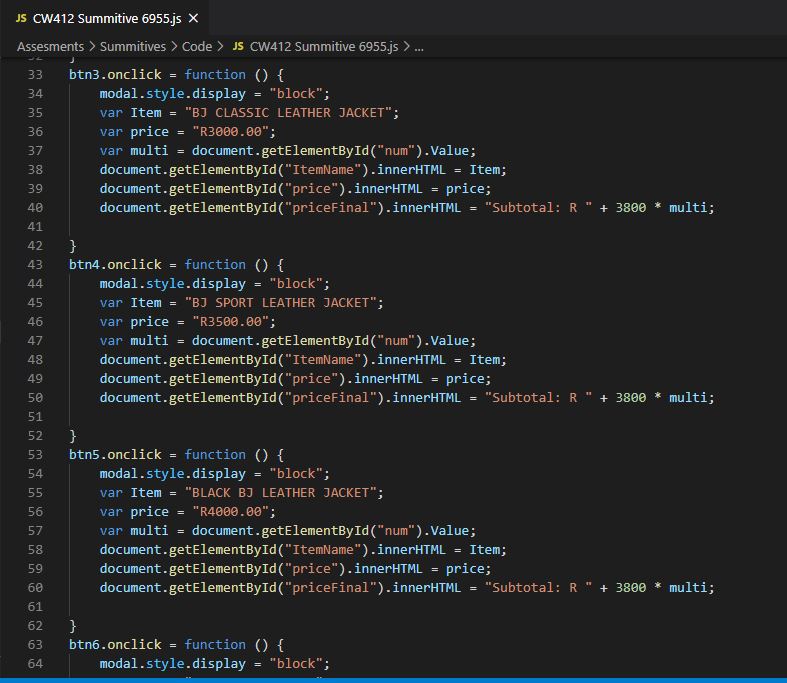 JS CW412 Summitive 6955.js ×
Assesments > Summitives > Code > JS CW412 Summitive 6955.js > ...
32 }
33 btn3.onclick = function () {
34     modal.style.display = "block";
35     var Item = "BJ CLASSIC LEATHER JACKET";
36     var price = "R3000.00";
37     var multi = document.getElementById("num").Value;
38     document.getElementById("ItemName").innerHTML = Item;
39     document.getElementById("price").innerHTML = price;
40     document.getElementById("priceFinal").innerHTML = "Subtotal: R " + 3800 * multi;
41
42 }
43 btn4.onclick = function () {
44     modal.style.display = "block";
45     var Item = "BJ SPORT LEATHER JACKET";
46     var price = "R3500.00";
47     var multi = document.getElementById("num").Value;
48     document.getElementById("ItemName").innerHTML = Item;
49     document.getElementById("price").innerHTML = price;
50     document.getElementById("priceFinal").innerHTML = "Subtotal: R " + 3800 * multi;
51
52 }
53 btn5.onclick = function () {
54     modal.style.display = "block";
55     var Item = "BLACK BJ LEATHER JACKET";
56     var price = "R4000.00";
57     var multi = document.getElementById("num").Value;
58     document.getElementById("ItemName").innerHTML = Item;
59     document.getElementById("price").innerHTML = price;
60     document.getElementById("priceFinal").innerHTML = "Subtotal: R " + 3800 * multi;
61
62 }
63 btn6.onclick = function () {
64     modal.style.display = "block";